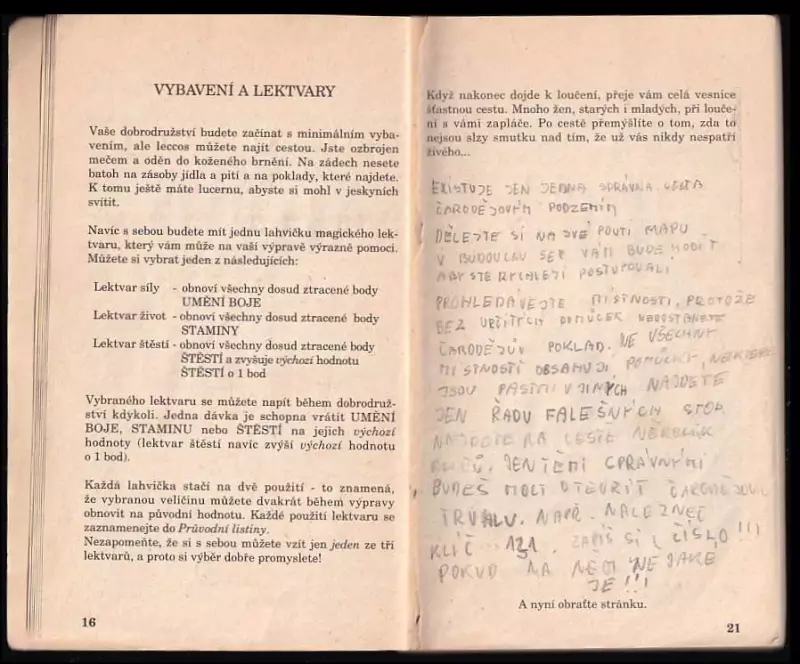 VYBAVENÍ A LEKTVARY
Vaše dobrodružství budete začínat s minimálním vyba-
vením, ale leccos můžete najít cestou. Jste ozbrojen
mečem a oděn do koženého brnění. Na zádech nesete
batoh na zásoby jídla a pití a na poklady, které najdete.
K tomu ještě máte lucernu, abyste si mohl v jeskyních
svítit.
Navíc s sebou budete mít jednu lahvičku magického lek-
tvaru, který vám může na vaší výpravě výrazně pomoci.
Můžete si vybrat jeden z následujících:
Lektvar síly - obnoví všechny dosud ztracené body
UMĚNÍ BOJE
Lektvar život - obnoví všechny dosud ztracené body
STAMINY
Lektvar štěstí - obnoví všechny dosud ztracené body
ŠTĚSTÍ a zvyšuje výchozí hodnotu
ŠTĚSTÍ o 1 bod
Vybraného lektvaru se můžete napít během dobrodruž-
ství kdykoli. Jedna dávka je schopna vrátit UMĚNÍ
BOJE, STAMINU nebo ŠTĚSTÍ na jejich výchozí
hodnoty (lektvar štěstí navíc zvýší výchozí hodnotu
o 1 bod).
Každá lahvička stačí na dvě použití - to znamená,
že vybranou veličinu můžete dvakrát během výpravy
obnovit na původní hodnotu. Každé použití lektvaru se
zaznamenejte do Průvodní listiny.
Nezapomeňte, že si s sebou můžete vzít jen jeden ze tří
lektvarů, a proto si výběr dobře promyslete!
16
Když nakonec dojde k loučení, přeje vám celá vesnice
šťastnou cestu. Mnoho žen, starých i mladých, při louče-
ní s vámi zapláče. Po cestě přemýšlíte o tom, zda to
nejsou slzy smutku nad tím, že už vás nikdy nespatří
živého...
EXISTUJE JEN JEDNA SPRÁVNA CESTA
ČARODĚJOVÝM PODZEMÍM
DĚLEJTE SI NA SVÉ POUTI MAPU
V BUDOUCNU SE VÁM BUDE HODIT
ABY STE RYCHLEJI POSTUPOVALI
PROHLEDÁVEJTE MÍSTNOSTI, PROTOŽE
BEZ URČITÝCH POMŮCEK NEDOSTANETE
ČARODĚJŮV POKLAD. NE VŠECHNY
MÍSTNOSTI OBSAHUJÍ POMŮCKY, NĚKTERÉ
JSOU PASTMI V JINÝCH NAJDETE
JEN ŘADU FALEŠNÝCH STOP
NAJDETE NA CESTĚ NĚKOLIK
KLÍČŮ. JEN TĚMI SPRÁVNÝMI
BUDEŠ MOCI OTEVŘÍT ČARODĚJOVU
TRUHLU. NAPŘ. NALEZNEŠ
KLÍČ ZAPIŠ SI ČÍSLO!!!
POKUD NA NĚM NĚJAKÉ
JE!!!
A nyní obraťte stránku.
21